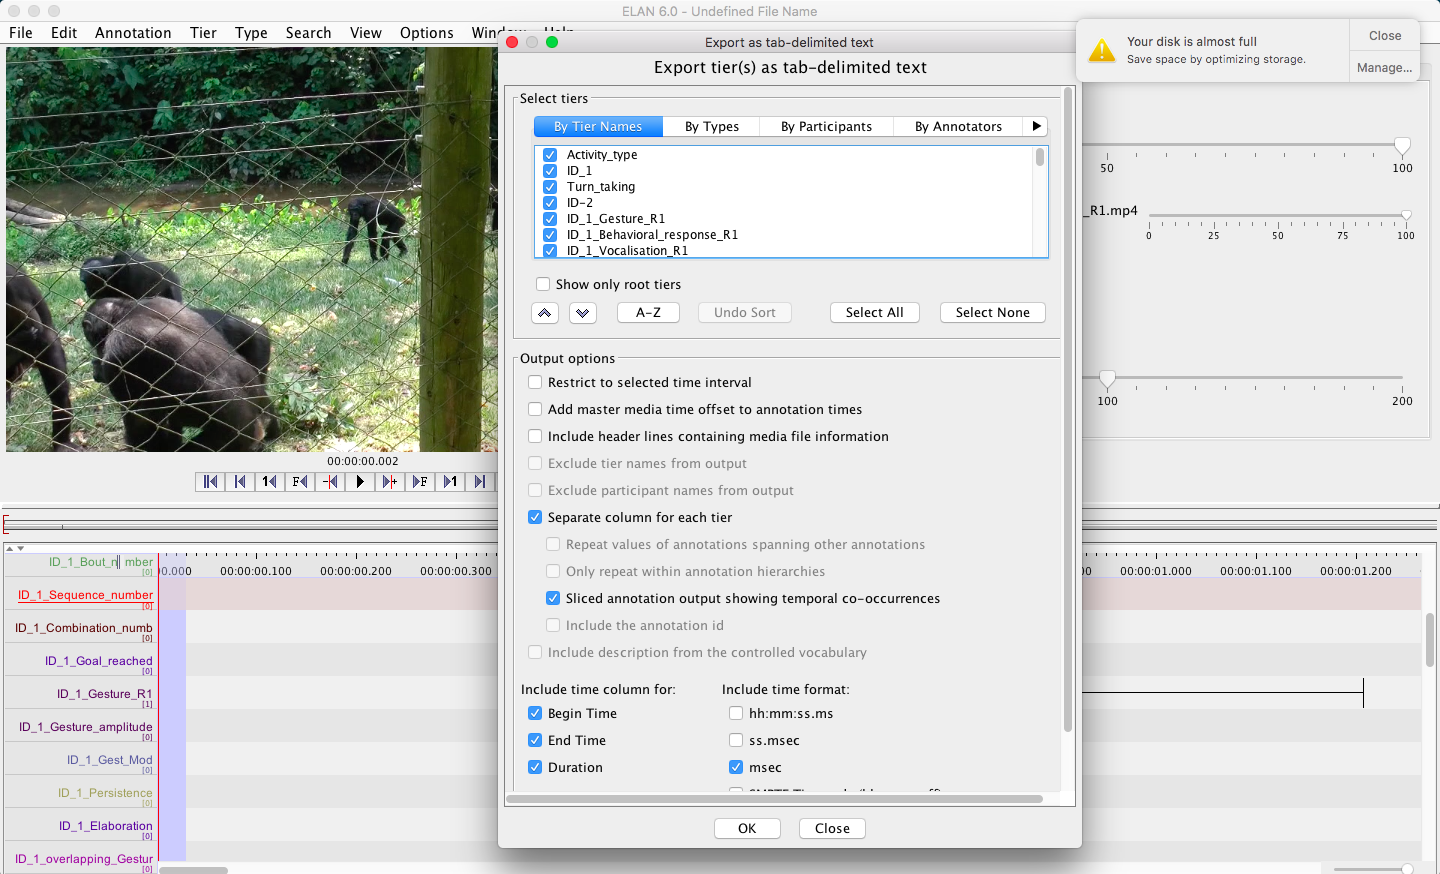 ELAN 6.0 - Undefined File Name
File Edit Annotation Tier Type Search View Options Window Help
Export as tab-delimited text
Export tier(s) as tab-delimited text
Your disk is almost full
Save space by optimizing storage.
Close
Manage...
Select tiers
By Tier Names By Types By Participants By Annotators
Activity_type
ID_1
Turn_taking
ID-2
ID_1_Gesture_R1
ID_1_Behavioral_response_R1
ID_1_Vocalisation_R1
Show only root tiers
A-Z Undo Sort Select All Select None
Output options
Restrict to selected time interval
Add master media time offset to annotation times
Include header lines containing media file information
Exclude tier names from output
Exclude participant names from output
Separate column for each tier
Repeat values of annotations spanning other annotations
Only repeat within annotation hierarchies
Sliced annotation output showing temporal co-occurrences
Include the annotation id
Include description from the controlled vocabulary
Include time column for: Include time format:
Begin Time hh:mm:ss.ms
End Time ss.msec
Duration msec
OK Close
50 100
_R1.mp4
0 25 50 75 100
100 200
00:00:00.002
1 F F 1
00:00:00.100 00:00:00.200 00:00:00.300 00:00:01.000 00:00:01.100 00:00:01.200
ID_1_Bout_n mber
[0]
ID_1_Sequence_number
[0]
ID_1_Combination_numb
[0]
ID_1_Goal_reached
[0]
ID_1_Gesture_R1
[1]
ID_1_Gesture_amplitude
[0]
ID_1_Gest_Mod
[0]
ID_1_Persistence
[0]
ID_1_Elaboration
[0]
ID_1_overlapping_Gestur
[0]